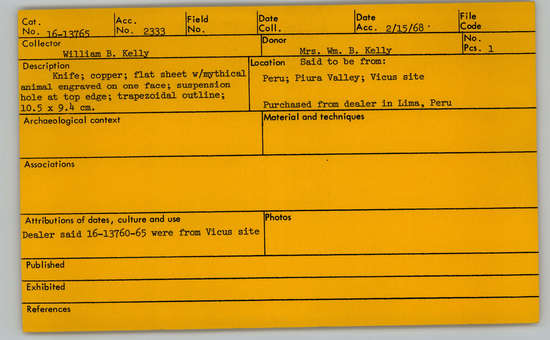 Cat. No. 16-13765 Acc. No. 2333 Field No. Date Coll. Date Acc. 2/15/68 File Code
Collector William B. Kelly Donor Mrs. Wm. B. Kelly No. Pcs. 1
Description
Knife; copper; flat sheet w/mythical
animal engraved on one face; suspension
hole at top edge; trapezoidal outline;
10.5 x 9.4 cm.
Location Said to be from:
Peru; Piura Valley; Vicus site
Purchased from dealer in Lima, Peru
Archaeological context
Material and techniques
Associations
Attributions of dates, culture and use
Dealer said 16-13760-65 were from Vicus site
Photos
Published
Exhibited
References